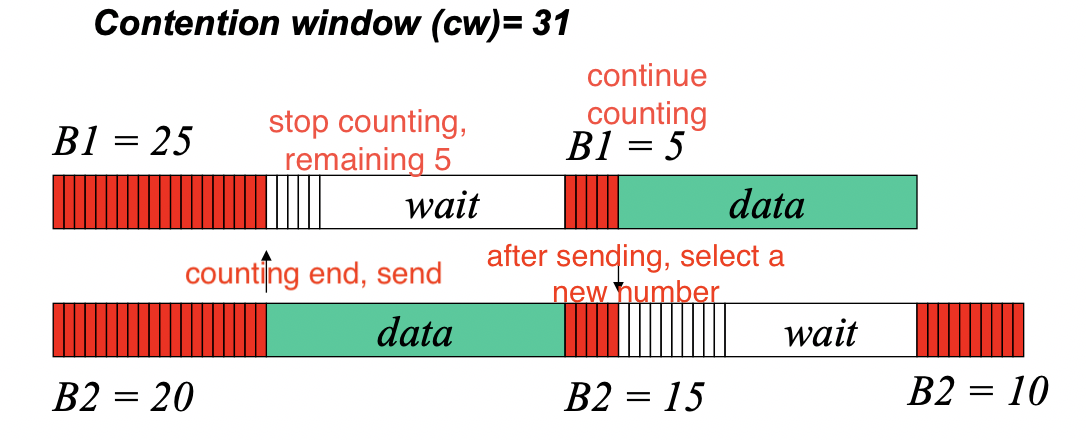 Contention window (cw)= 31
continue
counting
stop counting,
remaining 5
B1 = 25
B1 = 5
wait
data
counting end, send
after sending, select a
new number
data
wait
B2 = 20
B2 = 15
B2 = 10